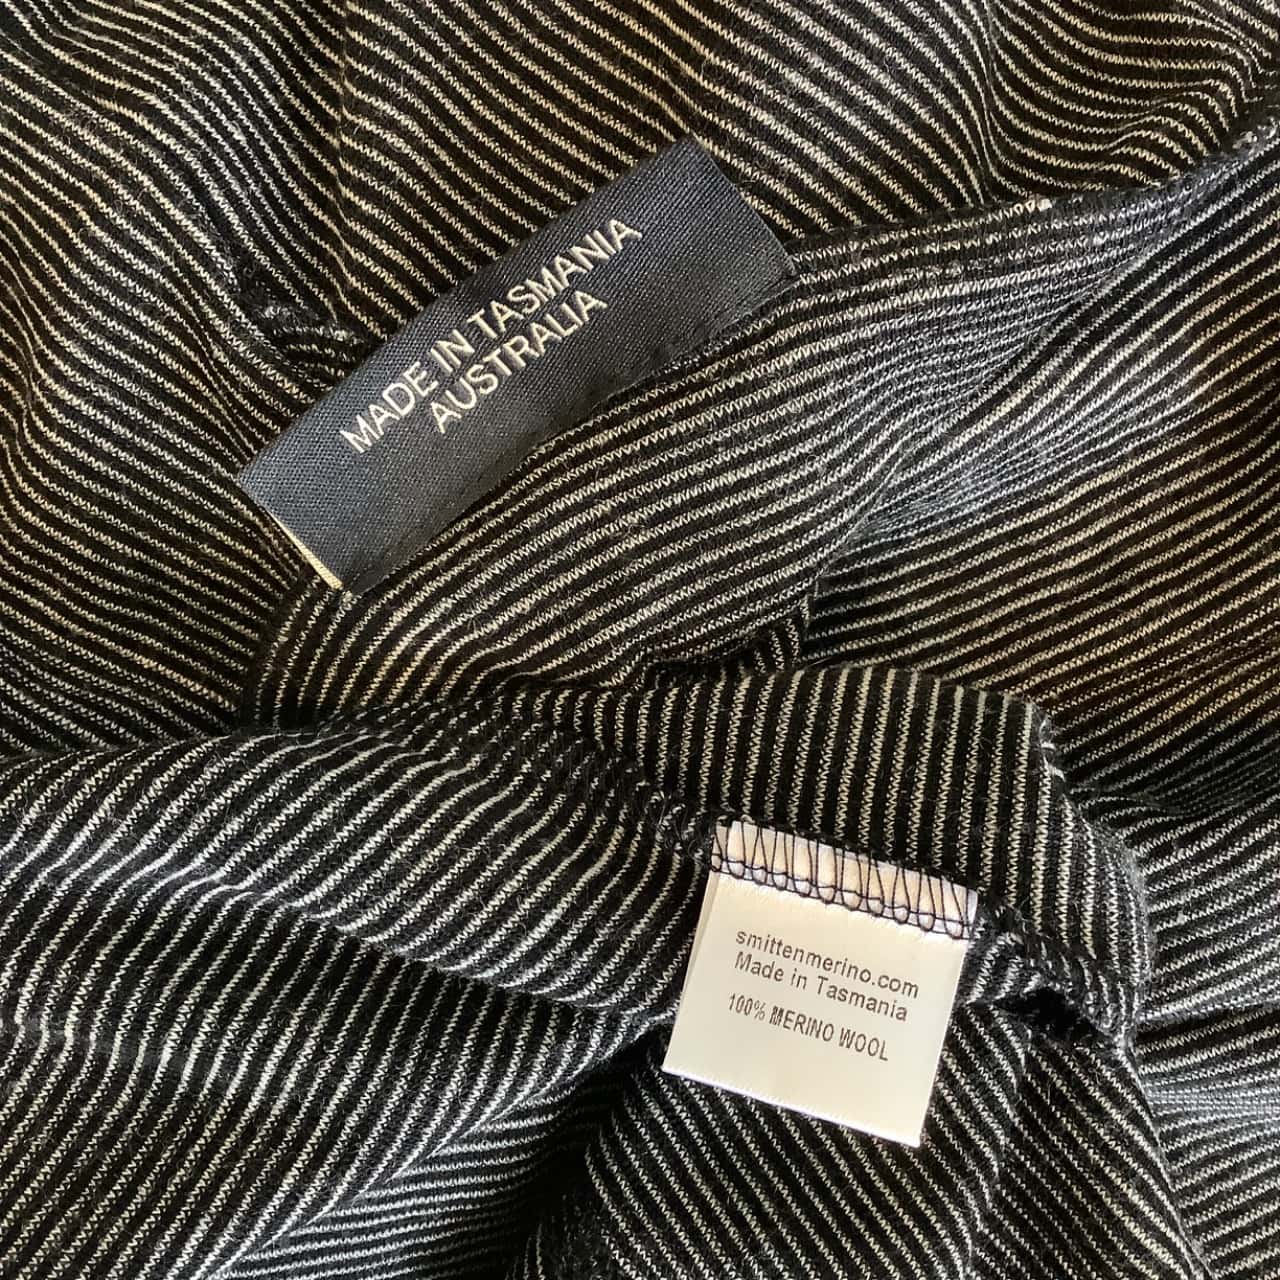 MADE IN TASMANIA
AUSTRALIA
smittenmerino.com
Made in Tasmania
100% MERINO WOOL